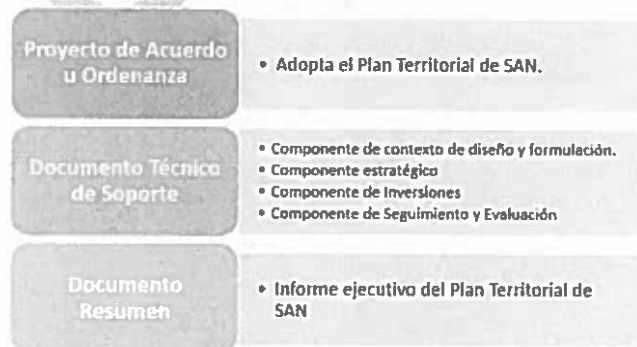 Proyecto de Acuerdo
u Ordenanza
• Adopta el Plan Territorial de SAN.
Documento Técnico
de Soporte
• Componente de contexto de diseño y formulación.
• Componente estratégico
• Componente de Inversiones
• Componente de Seguimiento y Evaluación
Documento
Resumen
• Informe ejecutivo del Plan Territorial de
SAN